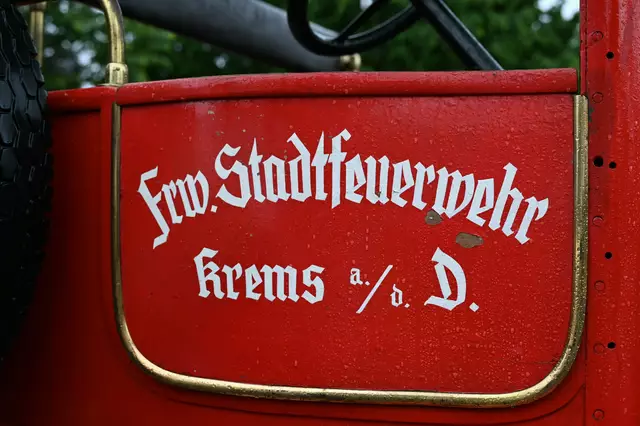 Frw. Stadtfeuerwehr
Krems a./d. D.